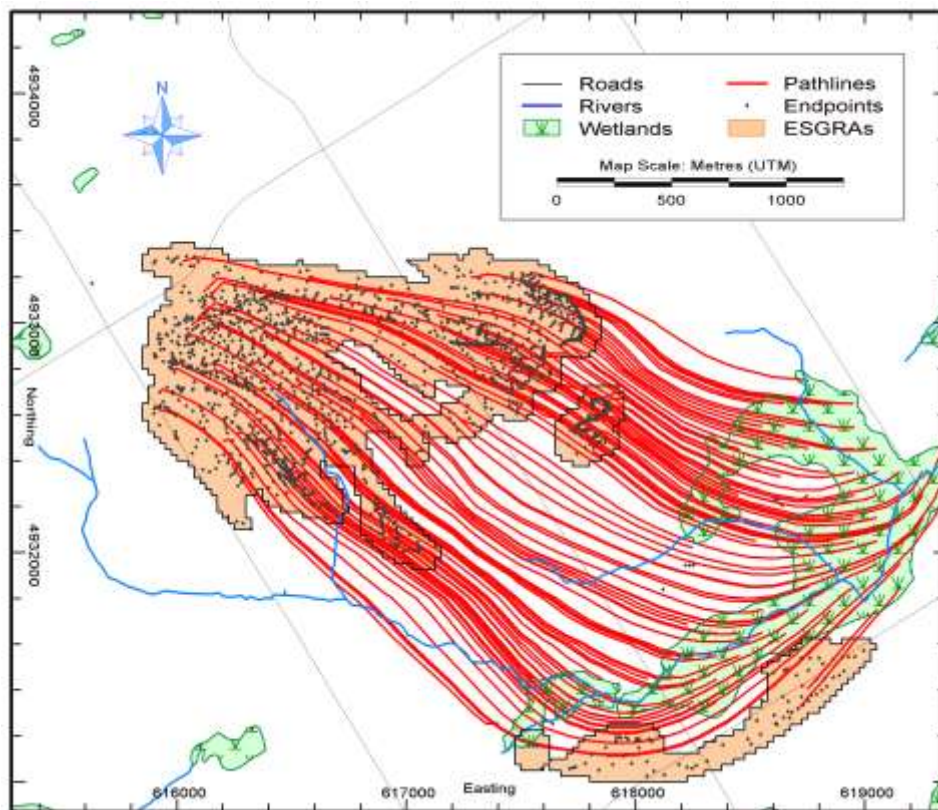 N
Roads
Pathlines
Rivers
Endpoints
Wetlands
ESGRAs
Map Scale: Metres (UTM)
0 500 1000
4934000
4933000
Northing
4932000
616000 617000 Easting 618000 619000